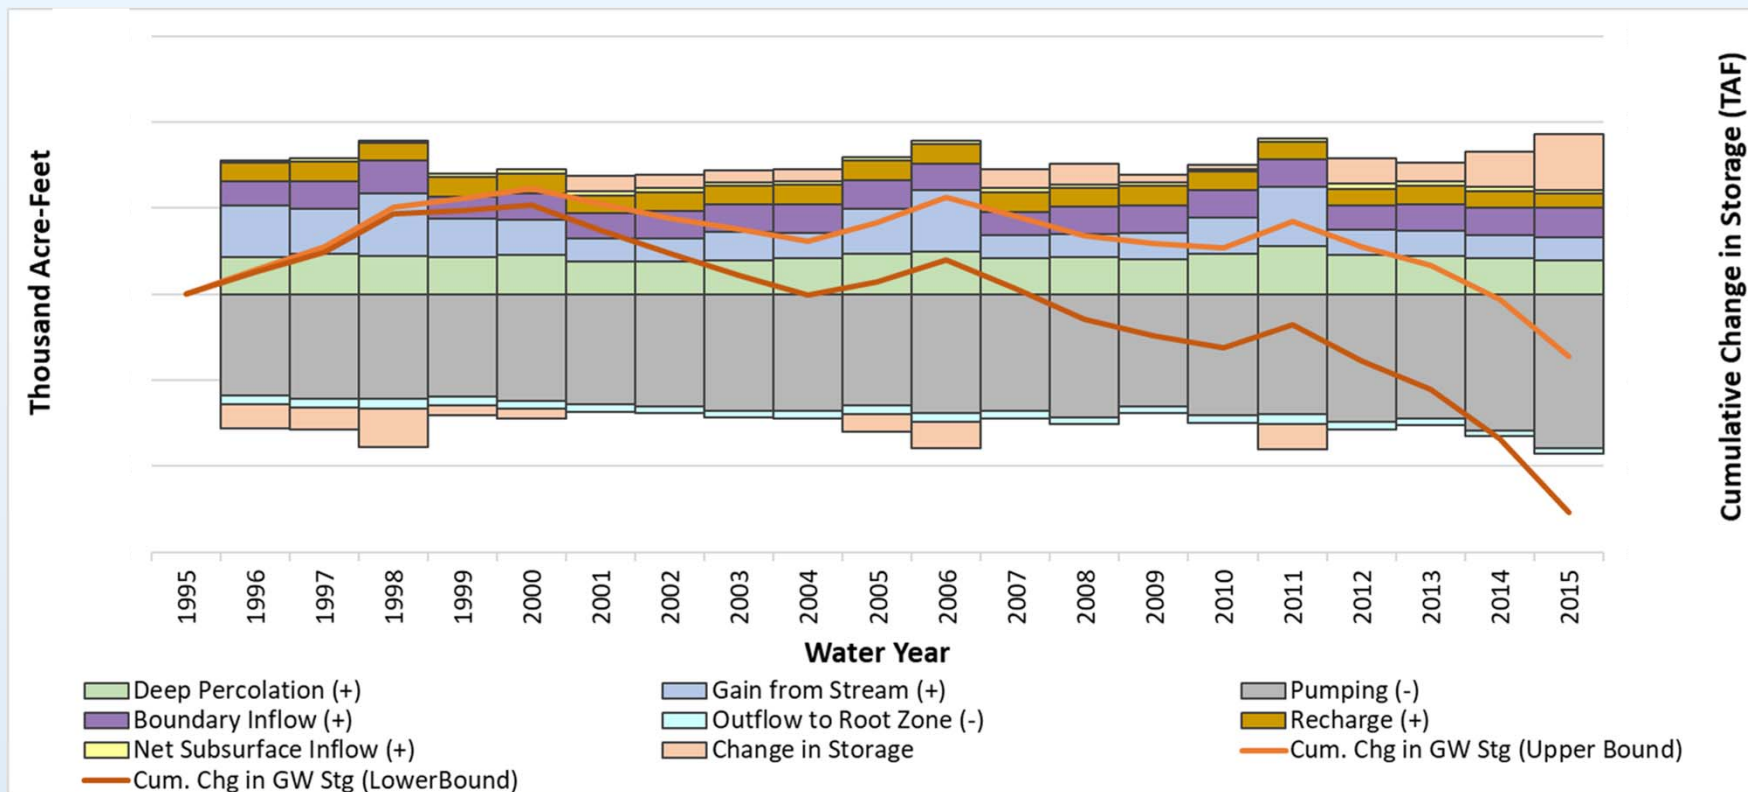 Thousand Acre-Feet
Cumulative Change in Storage (TAF)
1995
1996
1997
1998
1999
2000
2001
2002
2003
2004
2005
2006
2007
2008
2009
2010
2011
2012
2013
2014
2015
Water Year
Deep Percolation (+)
Gain from Stream (+)
Pumping (-)
Boundary Inflow (+)
Outflow to Root Zone (-)
Recharge (+)
Net Subsurface Inflow (+)
Change in Storage
Cum. Chg in GW Stg (Upper Bound)
Cum. Chg in GW Stg (LowerBound)